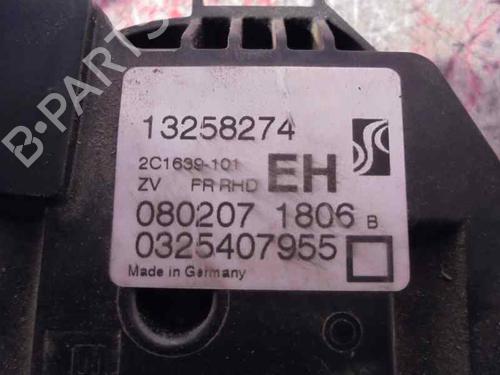 B-PARTS
13258274
2C1639-101
ZV FR RHD EH
080207 1806 B
0325407955
Made in Germany